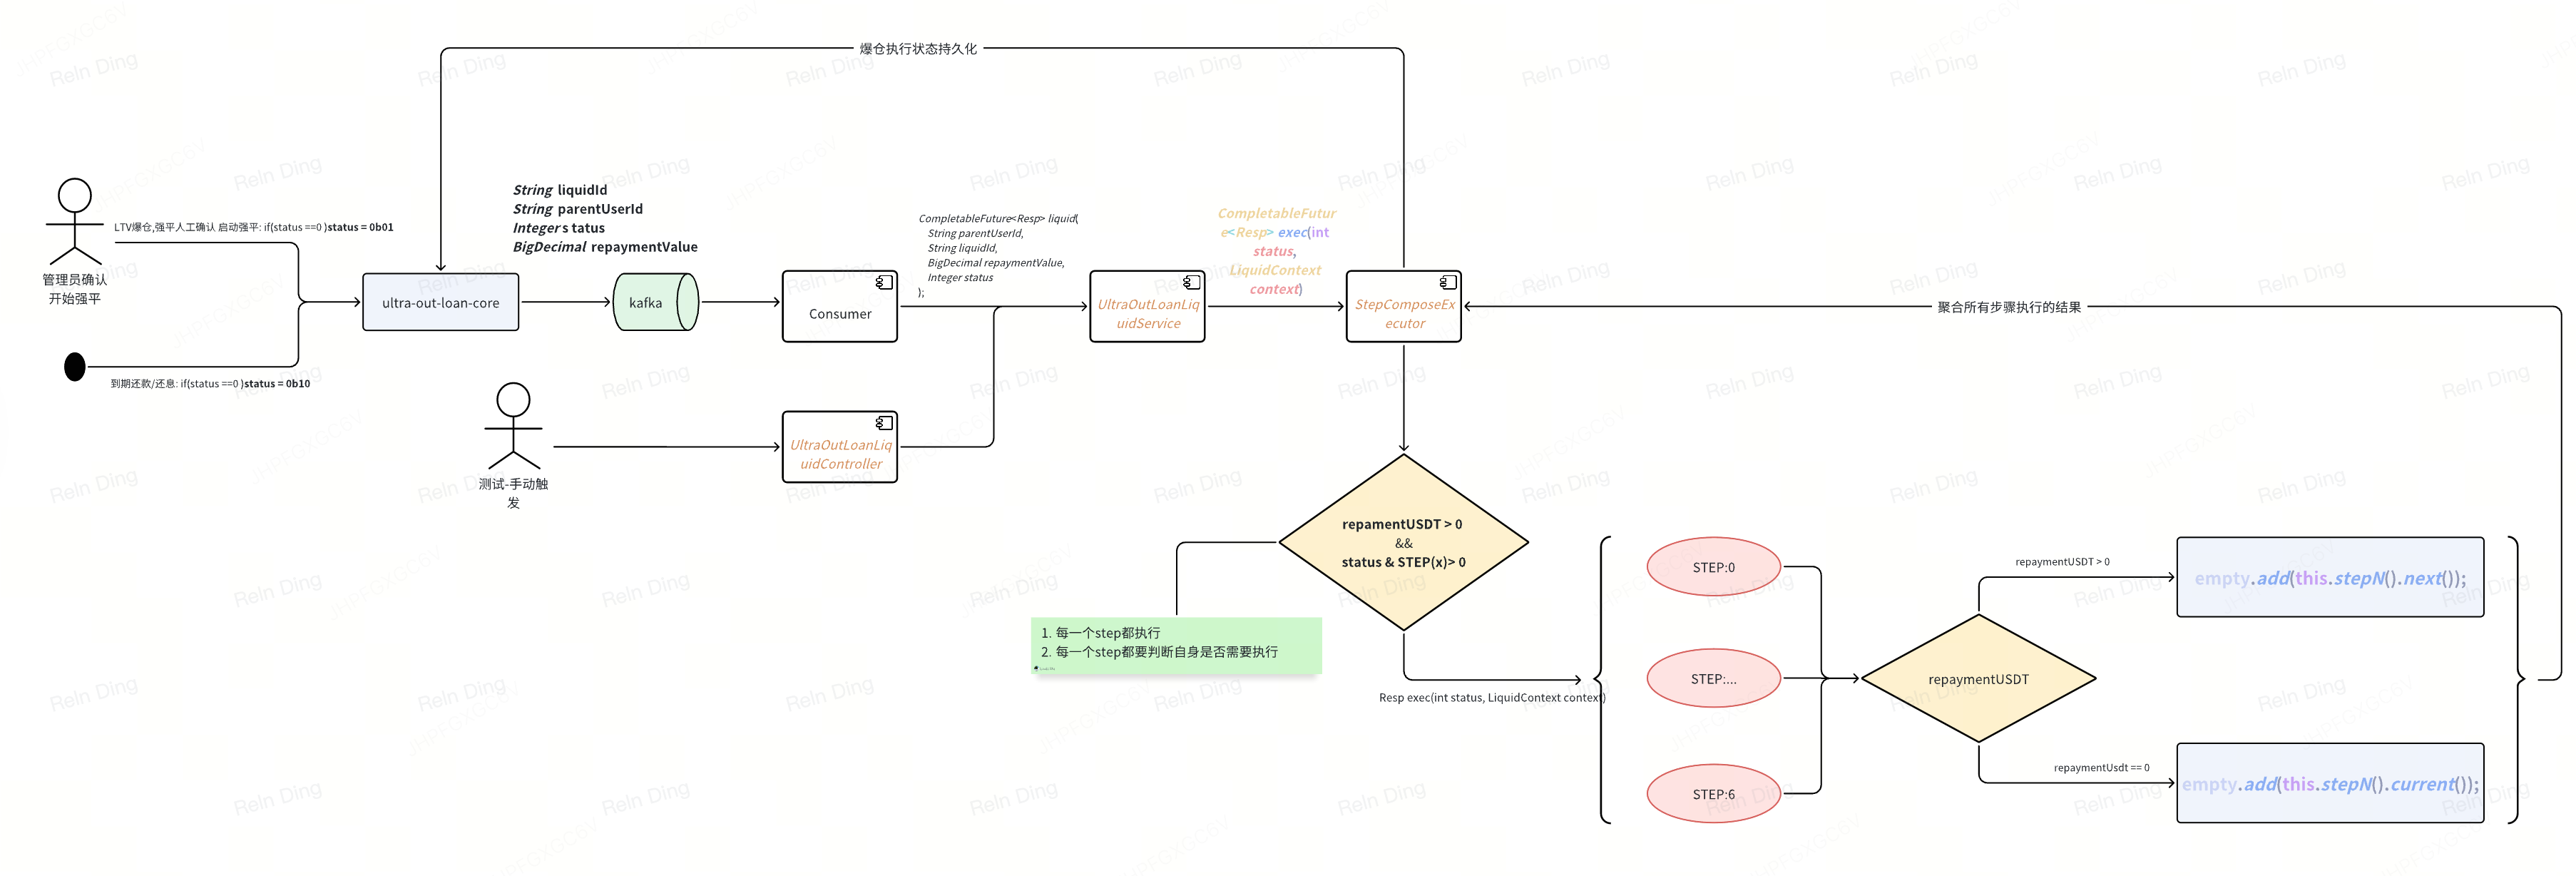 爆仓执行状态持久化
LTV爆仓,强平人工确认 启动强平: if(status ==0 )status = 0b01
管理员确认
开始强平
到期还款/还息: if(status ==0 )status = 0b10
ultra-out-loan-core
String liquidId
String parentUserId
Integer s tatus
BigDecimal repaymentValue
kafka
Consumer
CompletableFuture<Resp> liquid(
String parentUserId,
String liquidId,
BigDecimal repaymentValue,
Integer status
);
UltraOutLoanLiq
uidService
CompletableFutur
e<Resp> exec(int
status,
LiquidContext
context)
StepComposeEx
ecutor
聚合所有步骤执行的结果
测试-手动触
发
UltraOutLoanLiq
uidController
repamentUSDT > 0
&&
status & STEP(x)> 0
1. 每一个step都执行
2. 每一个step都要判断自身是否需要执行
Resp exec(int status, LiquidContext context)
STEP:0
STEP:...
STEP:6
repaymentUSDT
repaymentUSDT > 0
empty.add(this.stepN().next());
repaymentUsdt == 0
empty.add(this.stepN().current());
Reln Ding
JHPFGXGC6V